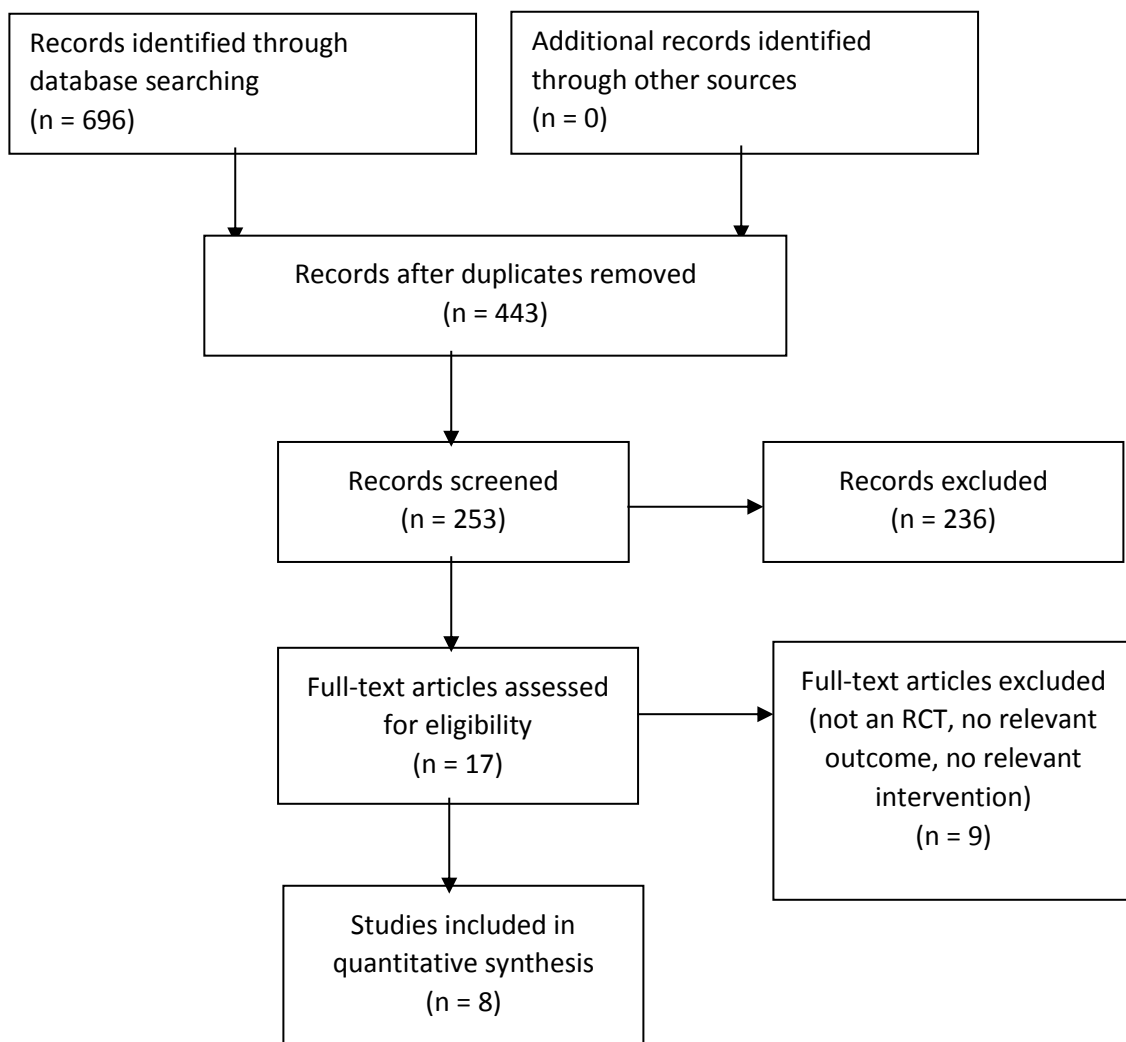 Records identified through
database searching
(n = 696)
Additional records identified
through other sources
(n = 0)
Records after duplicates removed
(n = 443)
Records screened
(n = 253)
Records excluded
(n = 236)
Full-text articles assessed
for eligibility
(n = 17)
Full-text articles excluded
(not an RCT, no relevant
outcome, no relevant
intervention)
(n = 9)
Studies included in
quantitative synthesis
(n = 8)